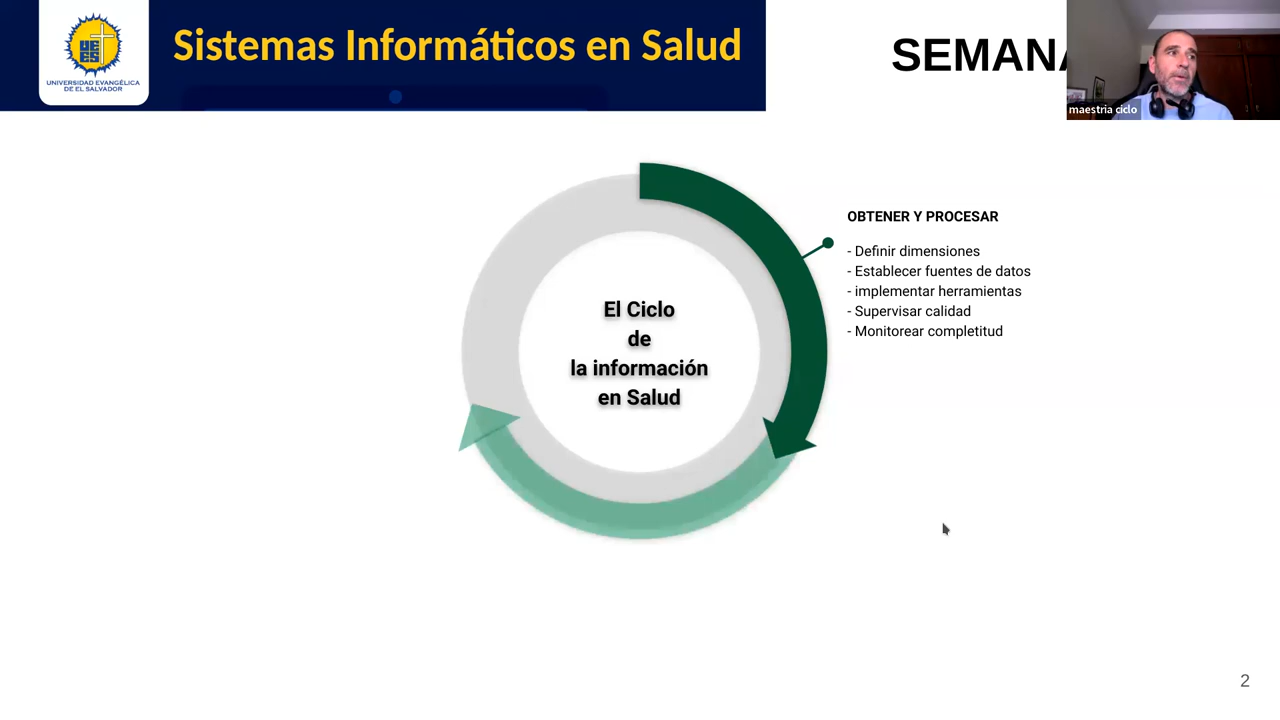 UNIVERSIDAD EVANGÉLICA
DE EL SALVADOR
Sistemas Informáticos en Salud
SEMANA
maestria ciclo
OBTENER Y PROCESAR
- Definir dimensiones
- Establecer fuentes de datos
- implementar herramientas
- Supervisar calidad
- Monitorear completitud
El Ciclo
de
la información
en Salud
2